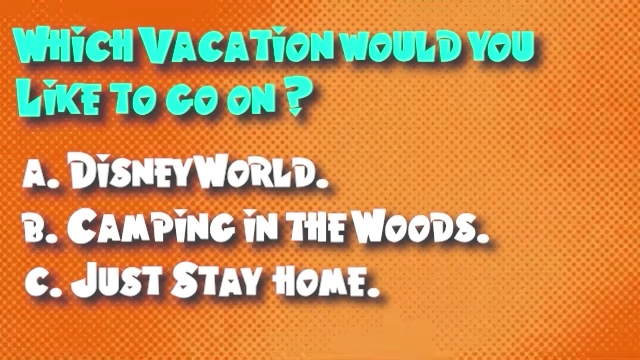 Which Vacation would you
Like to go on ?
A. DisneyWorld.
B. Camping in the Woods.
C. Just Stay Home.